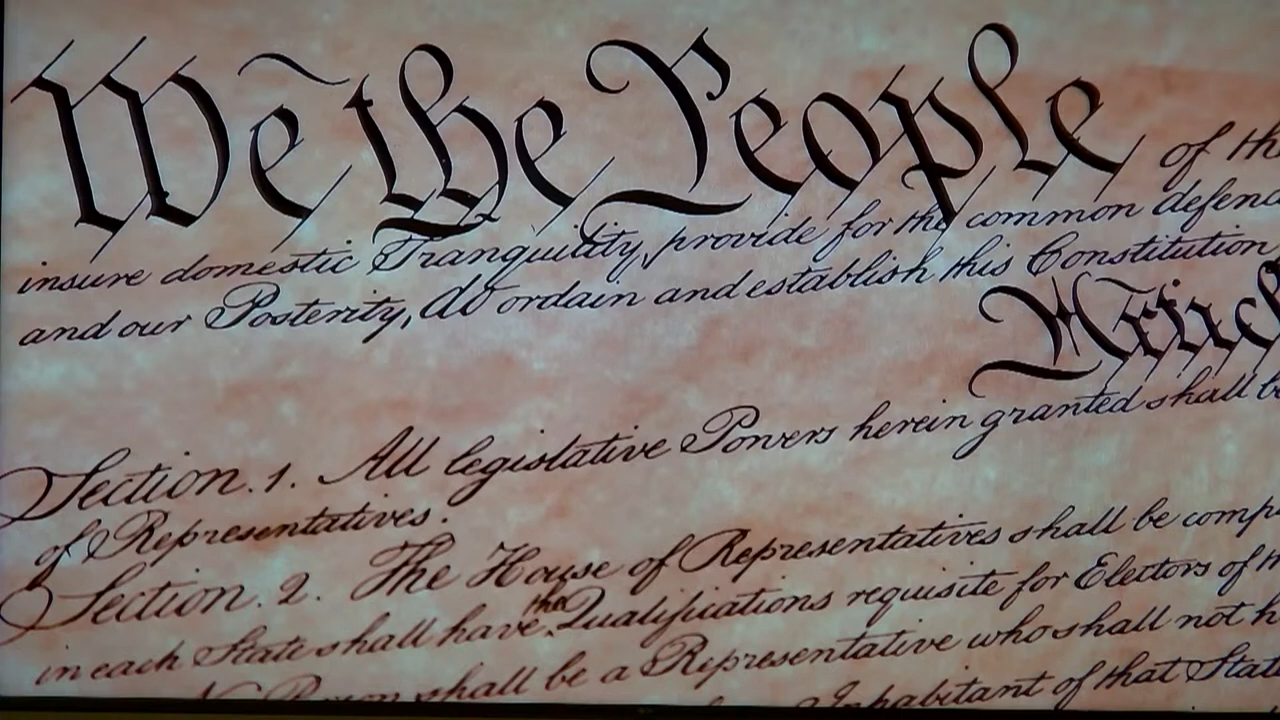 We the People of th
insure domestic Tranquility, provide for the common defenc
and our Posterity, do ordain and establish this Constitution
Articl
Section. 1. All legislative Powers herein granted shall b
of Representatives.
Section. 2. The House of Representatives shall be comp
in each State shall have the Qualifications requisite for Electors of th
No Person shall be a Representative who shall not h
Inhabitant of that Stat